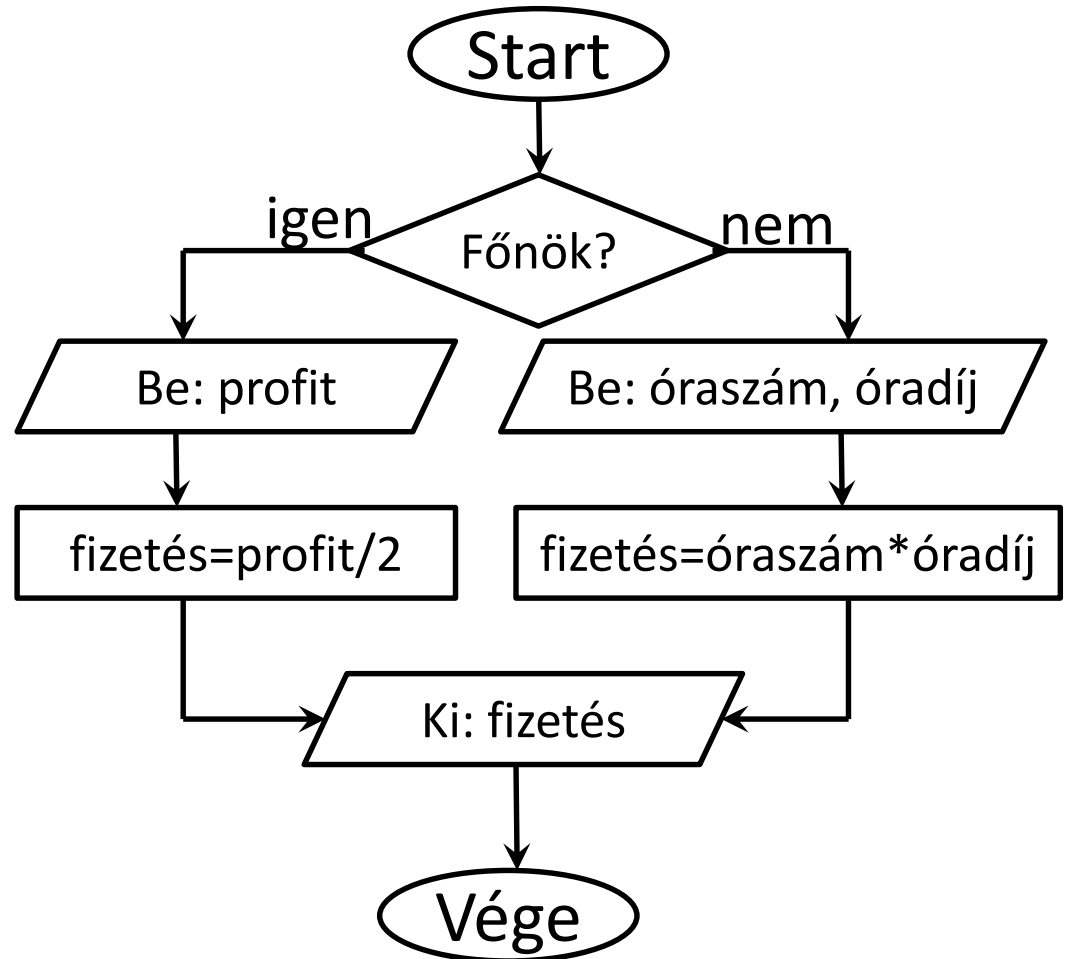 Start
igen
nem
Főnök?
Be: profit
Be: óraszám, óradíj
fizetés=profit/2
fizetés=óraszám*óradíj
Ki: fizetés
Vége